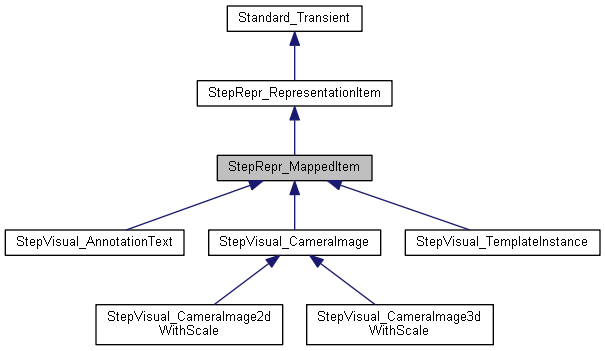 Standard_Transient
StepRepr_RepresentationItem
StepRepr_MappedItem
StepVisual_AnnotationText
StepVisual_CameraImage
StepVisual_TemplateInstance
StepVisual_CameraImage2d
WithScale
StepVisual_CameraImage3d
WithScale